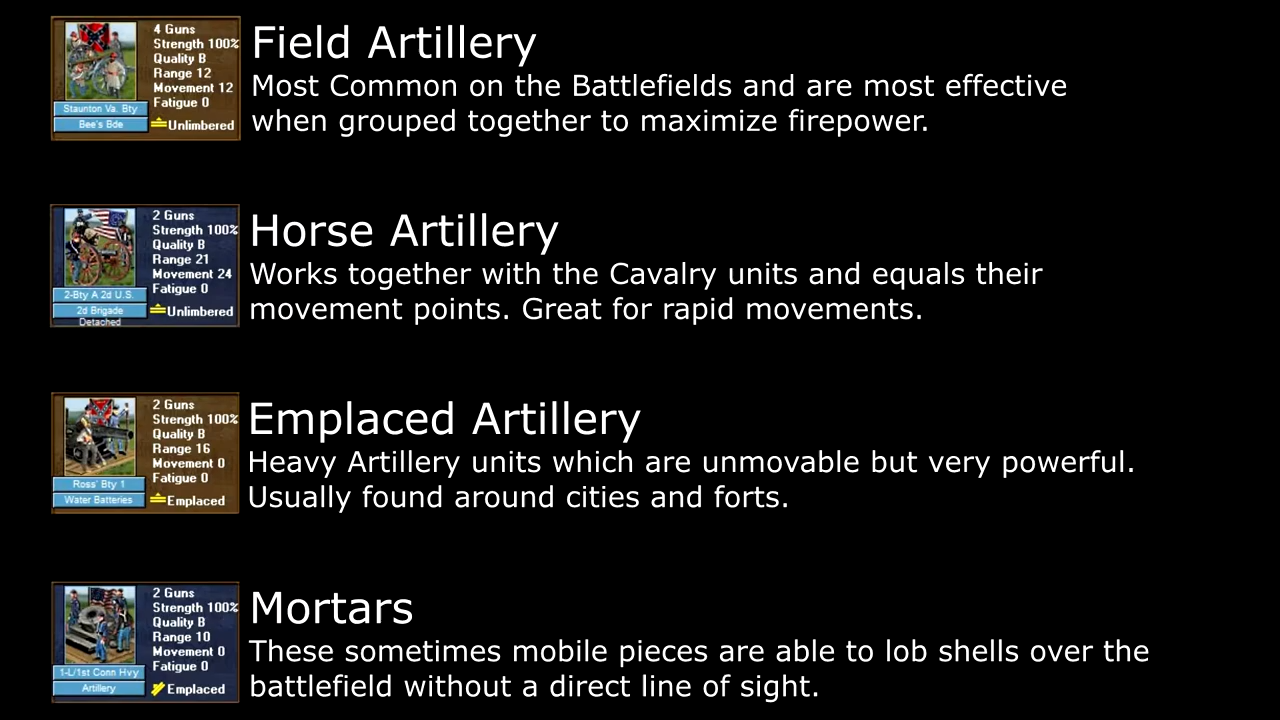 4 Guns
Strength 100%
Quality B
Range 12
Movement 12
Fatigue 0
Staunton Va. Bty
Bee's Bde
Unlimbered
Field Artillery
Most Common on the Battlefields and are most effective
when grouped together to maximize firepower.
2 Guns
Strength 100%
Quality B
Range 21
Movement 24
Fatigue 0
2-Bty A 2d U.S.
2d Brigade
Detached
Unlimbered
Horse Artillery
Works together with the Cavalry units and equals their
movement points. Great for rapid movements.
2 Guns
Strength 100%
Quality B
Range 16
Movement 0
Fatigue 0
Ross' Bty 1
Water Batteries
Emplaced
Emplaced Artillery
Heavy Artillery units which are unmovable but very powerful.
Usually found around cities and forts.
2 Guns
Strength 100%
Quality B
Range 10
Movement 0
Fatigue 0
1-L/1st Conn Hvy
Artillery
Emplaced
Mortars
These sometimes mobile pieces are able to lob shells over the
battlefield without a direct line of sight.